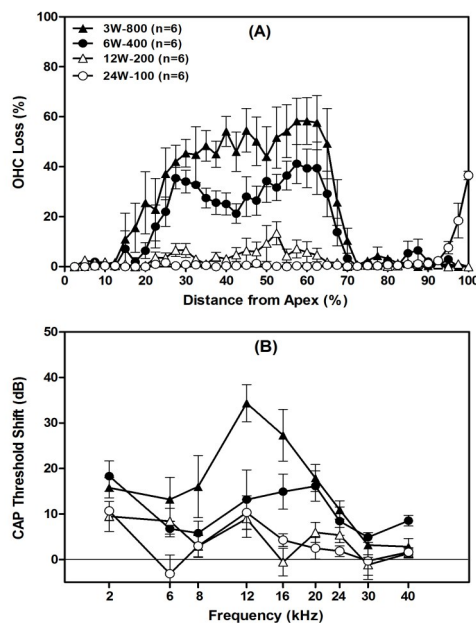 (A)
3W-800 (n=6)
6W-400 (n=6)
12W-200 (n=6)
24W-100 (n=6)
OHC Loss (%)
100
80
60
40
20
0
0 10 20 30 40 50 60 70 80 90 100
Distance from Apex (%)
(B)
CAP Threshold Shift (dB)
50
40
30
20
10
0
2 6 8 12 16 20 24 30 40
Frequency (kHz)